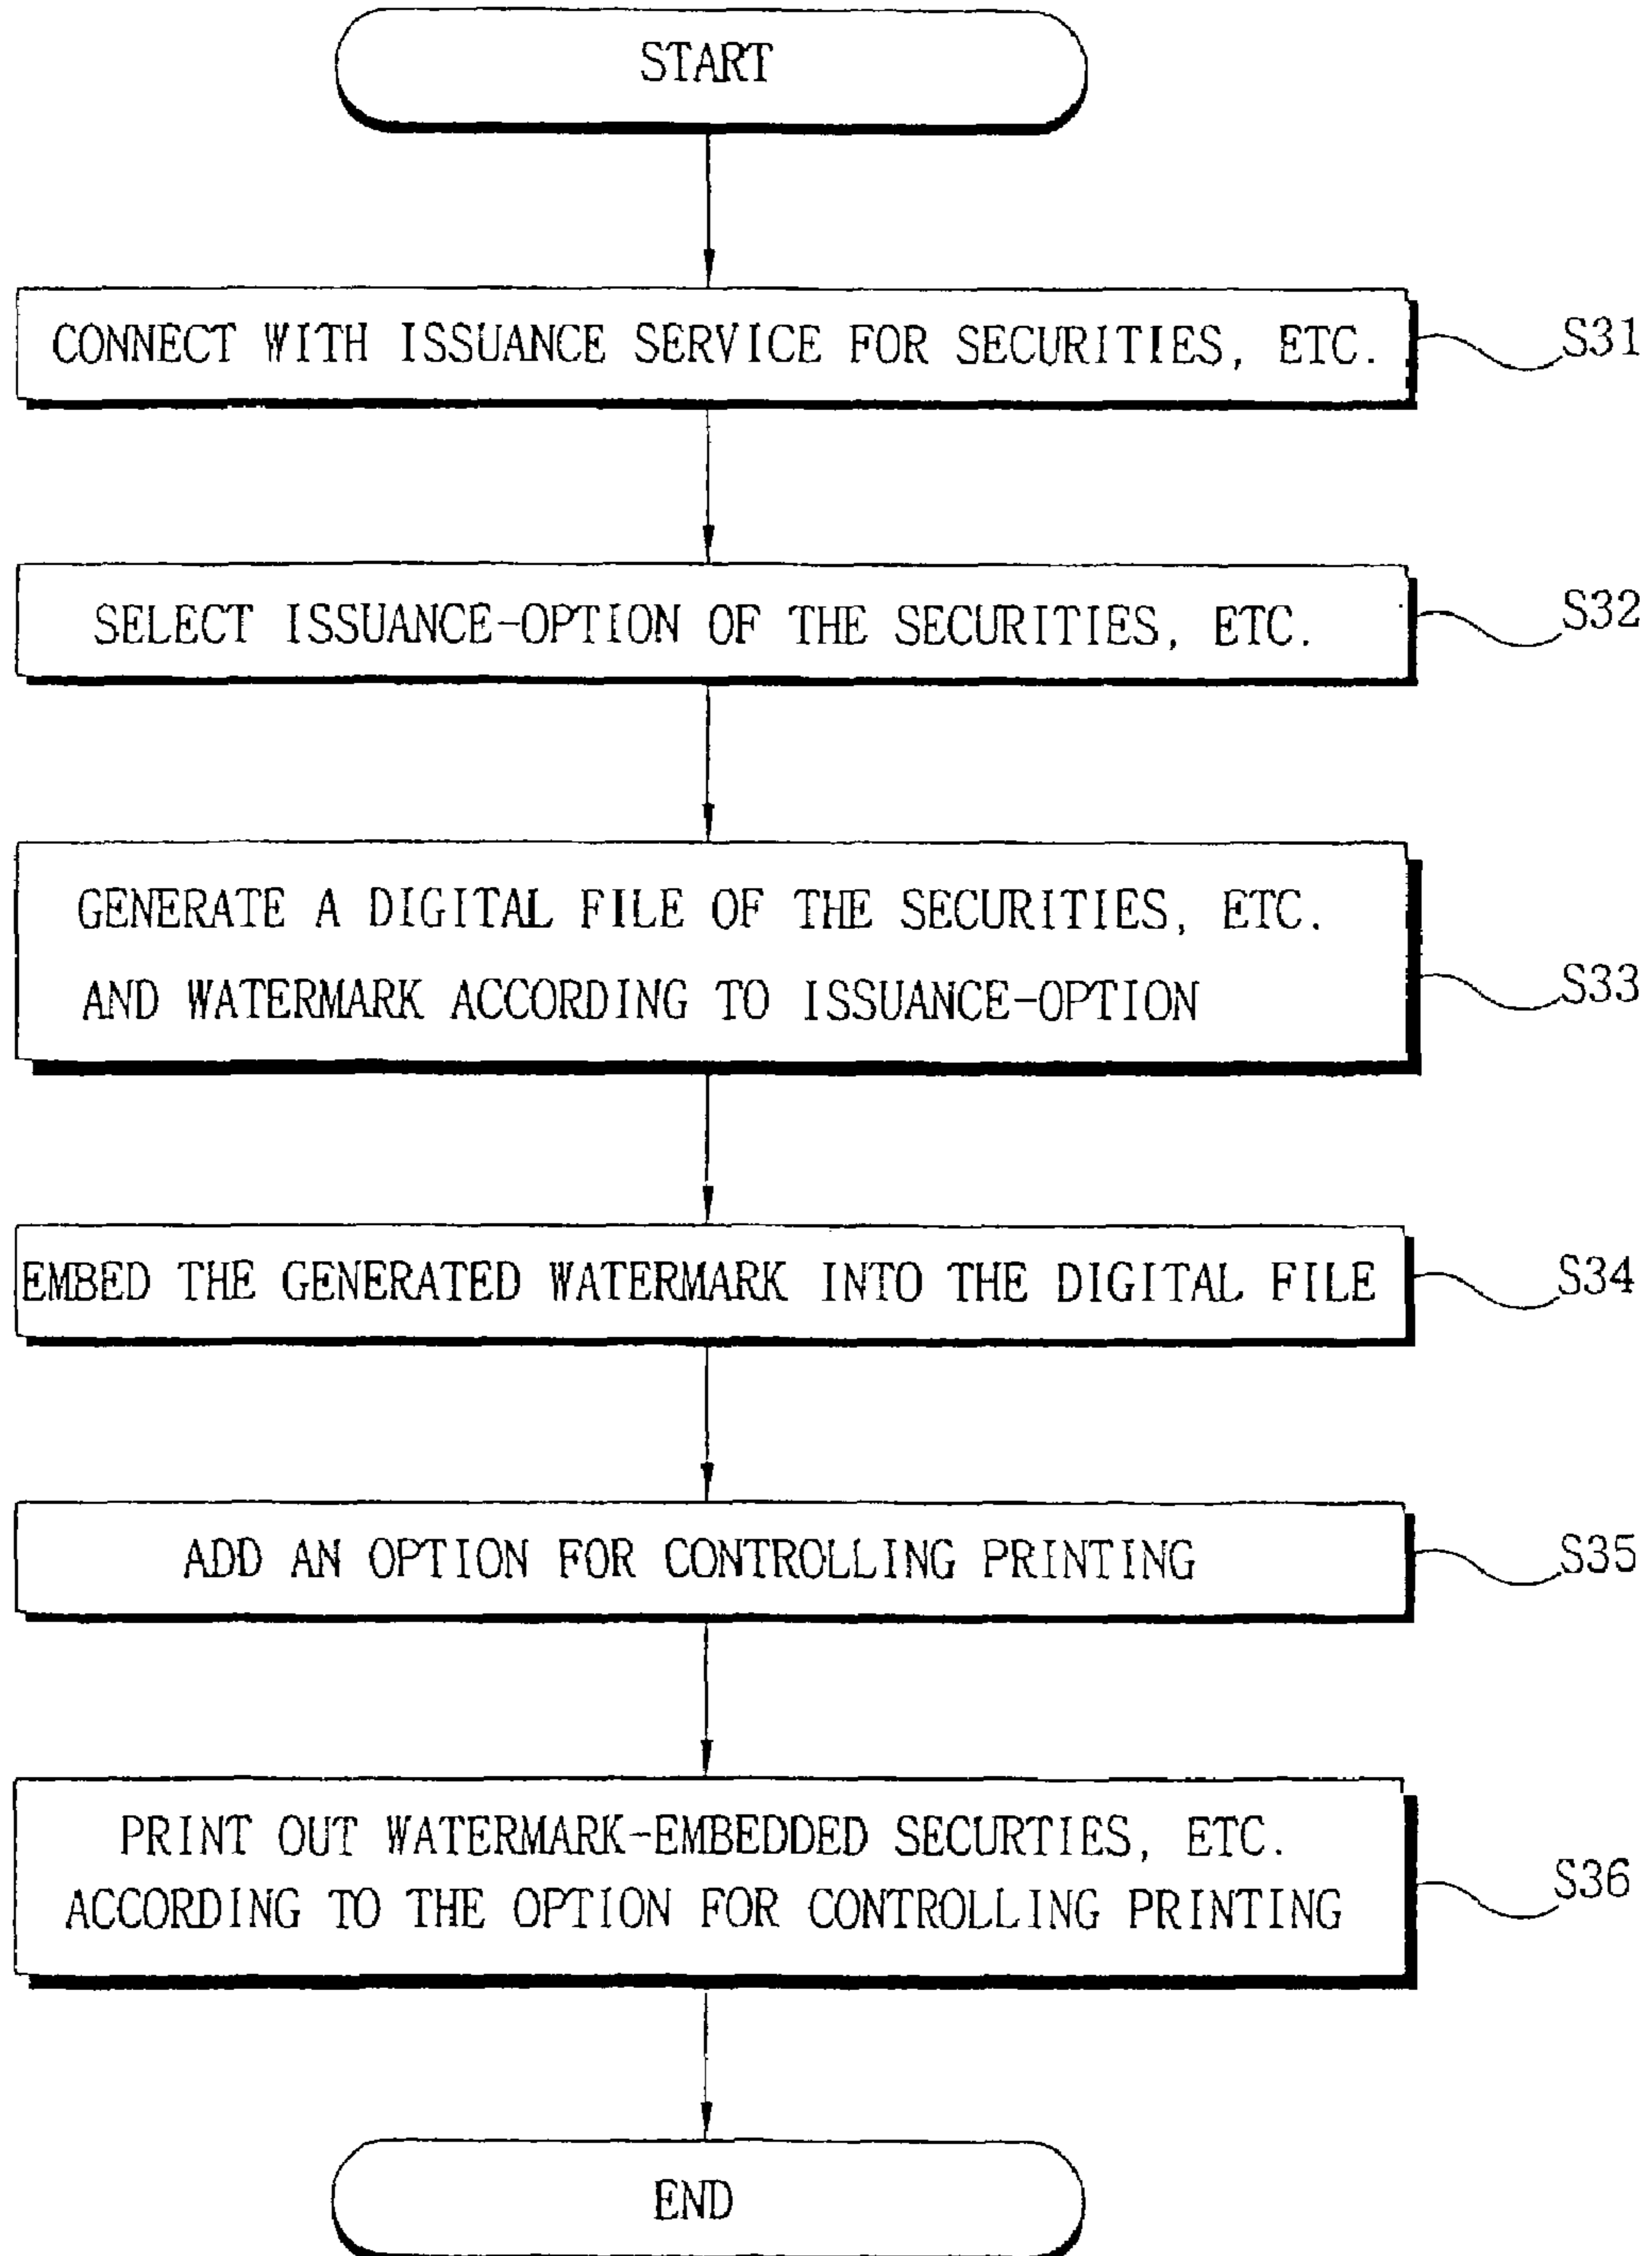 START
CONNECT WITH ISSUANCE SERVICE FOR SECURITIES, ETC.
S31
SELECT ISSUANCE-OPTION OF THE SECURITIES, ETC.
S32
GENERATE A DIGITAL FILE OF THE SECURITIES, ETC.
AND WATERMARK ACCORDING TO ISSUANCE-OPTION
S33
EMBED THE GENERATED WATERMARK INTO THE DIGITAL FILE
S34
ADD AN OPTION FOR CONTROLLING PRINTING
S35
PRINT OUT WATERMARK-EMBEDDED SECURTIES, ETC.
ACCORDING TO THE OPTION FOR CONTROLLING PRINTING
S36
END